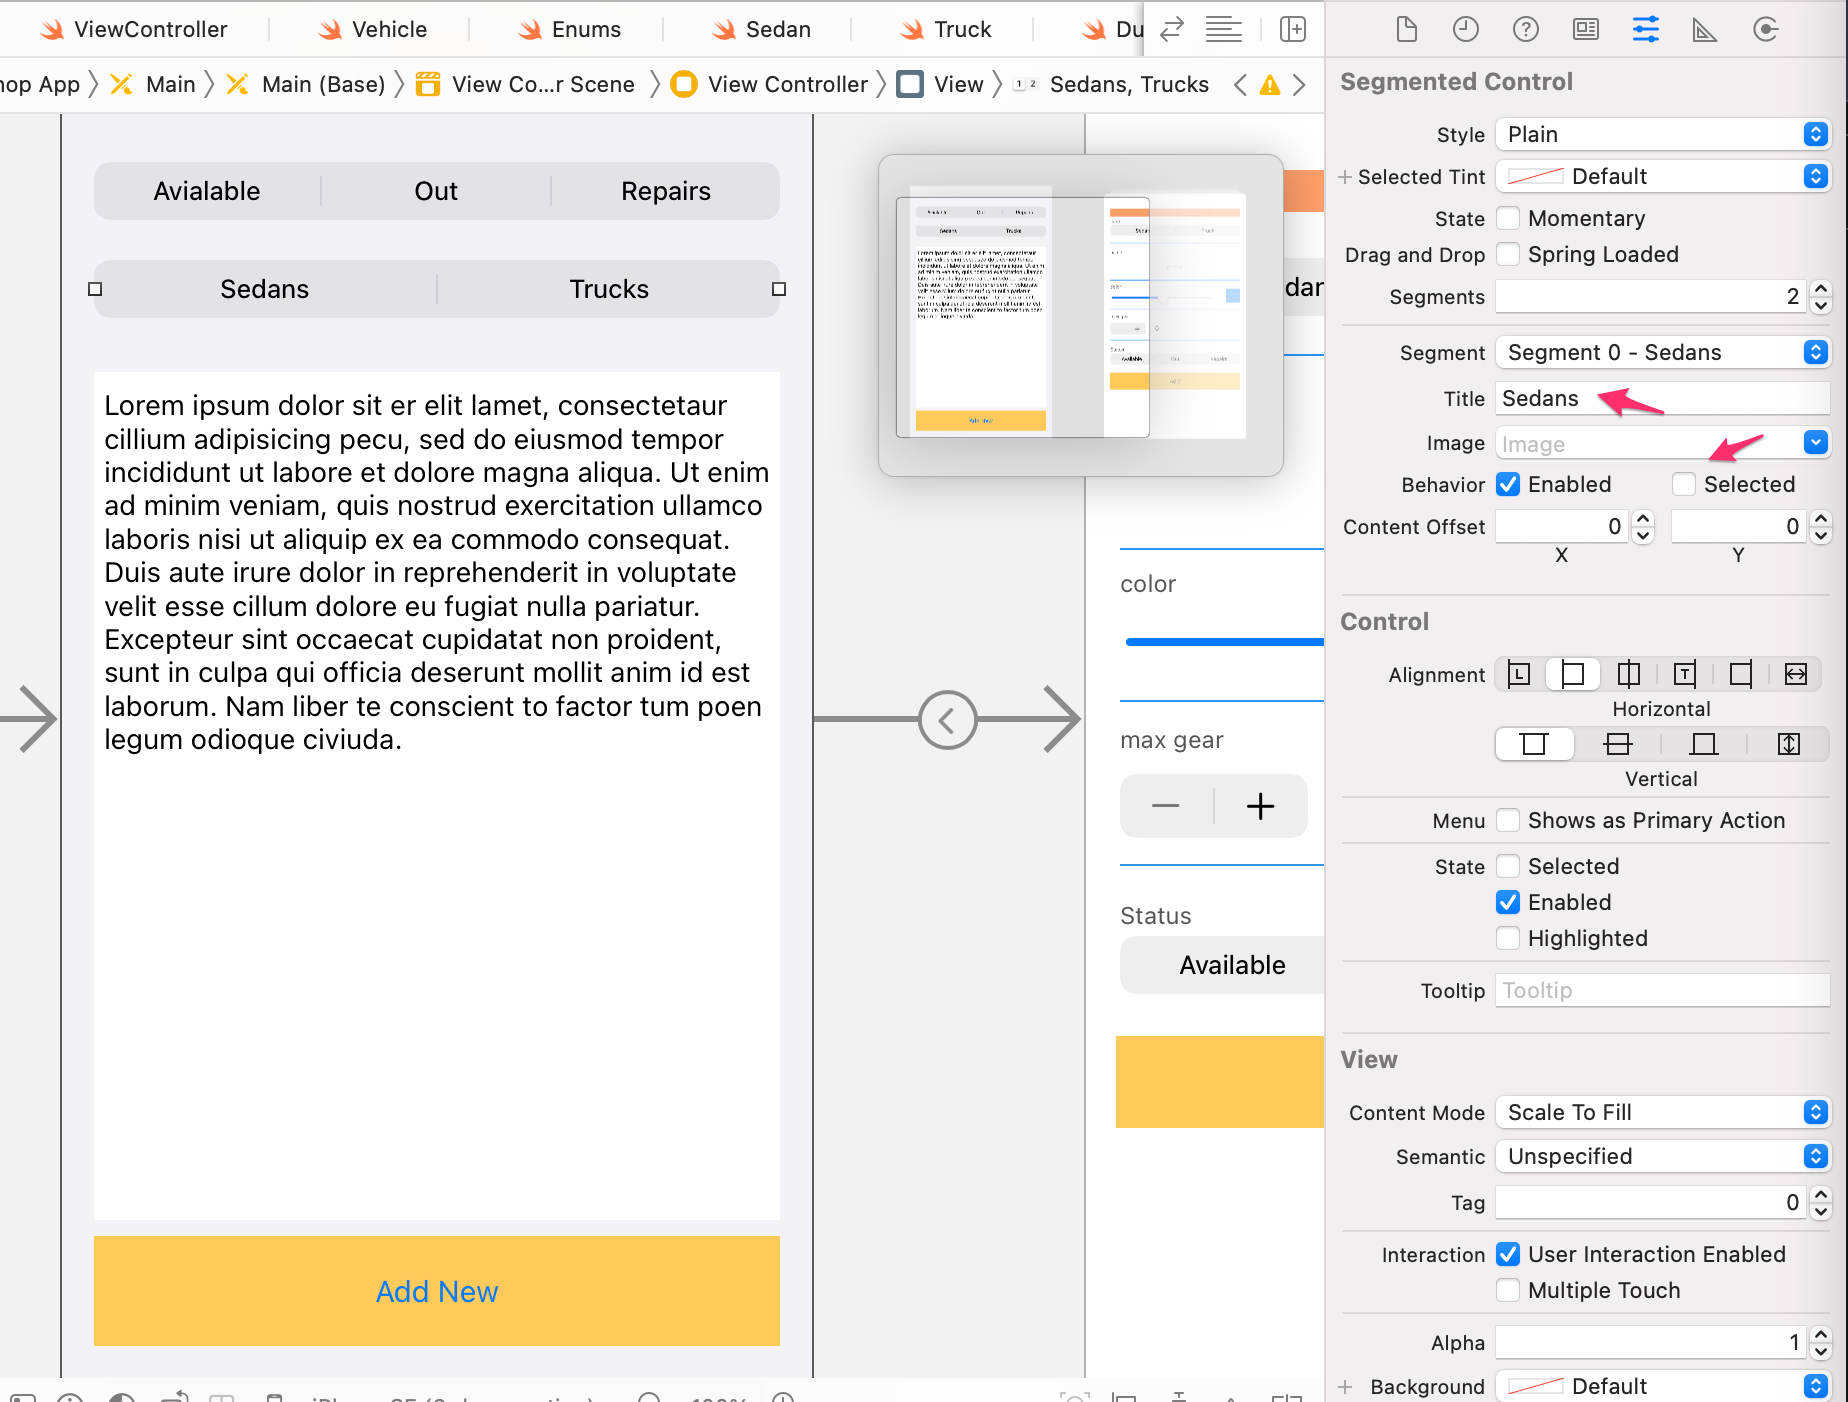 ViewController
Vehicle
Enums
Sedan
Truck
Du
hop App
Main
Main (Base)
View Co...r Scene
View Controller
View
1 2
Sedans, Trucks
Avialable
Out
Repairs
Sedans
Trucks
Lorem ipsum dolor sit er elit lamet, consectetaur
cillium adipisicing pecu, sed do eiusmod tempor
incididunt ut labore et dolore magna aliqua. Ut enim
ad minim veniam, quis nostrud exercitation ullamco
laboris nisi ut aliquip ex ea commodo consequat.
Duis aute irure dolor in reprehenderit in voluptate
velit esse cillum dolore eu fugiat nulla pariatur.
Excepteur sint occaecat cupidatat non proident,
sunt in culpa qui officia deserunt mollit anim id est
laborum. Nam liber te conscient to factor tum poen
legum odioque civiuda.
Add New
dar
color
max gear
Status
Available
Segmented Control
Style Plain
Selected Tint Default
State Momentary
Drag and Drop Spring Loaded
Segments 2
Segment Segment 0 - Sedans
Title Sedans
Image Image
Behavior Enabled Selected
Content Offset 0 0
X Y
Control
Alignment
Horizontal
Vertical
Menu Shows as Primary Action
State Selected
Enabled
Highlighted
Tooltip Tooltip
View
Content Mode Scale To Fill
Semantic Unspecified
Tag 0
Interaction User Interaction Enabled
Multiple Touch
Alpha 1
Background Default